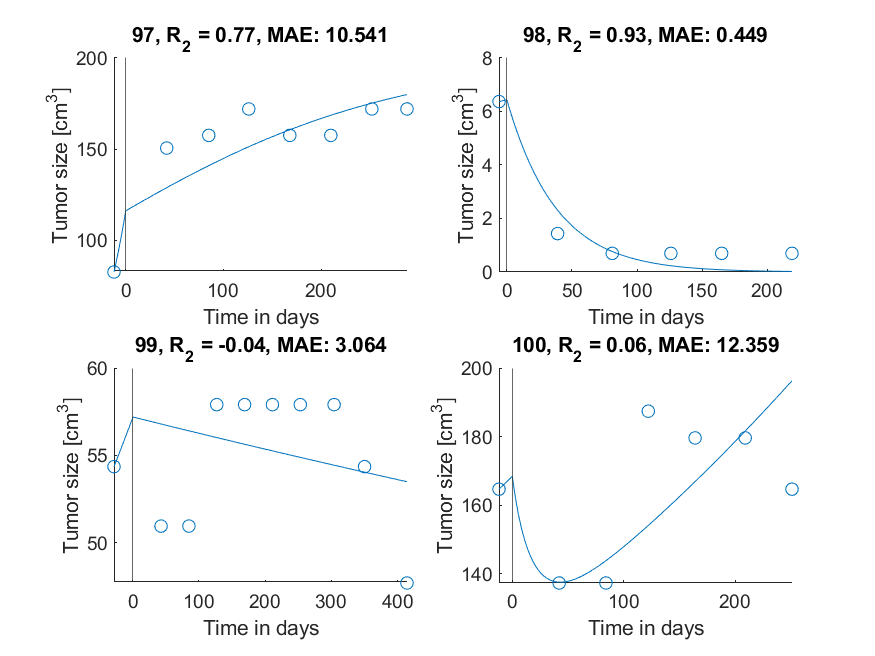 97, R2 = 0.77, MAE: 10.541
200
150
100
Tumor size [cm3]
0 100 200
Time in days
98, R2 = 0.93, MAE: 0.449
8
6
4
2
0
Tumor size [cm3]
0 50 100 150 200
Time in days
99, R2 = -0.04, MAE: 3.064
60
55
50
Tumor size [cm3]
0 100 200 300 400
Time in days
100, R2 = 0.06, MAE: 12.359
200
180
160
140
Tumor size [cm3]
0 100 200
Time in days